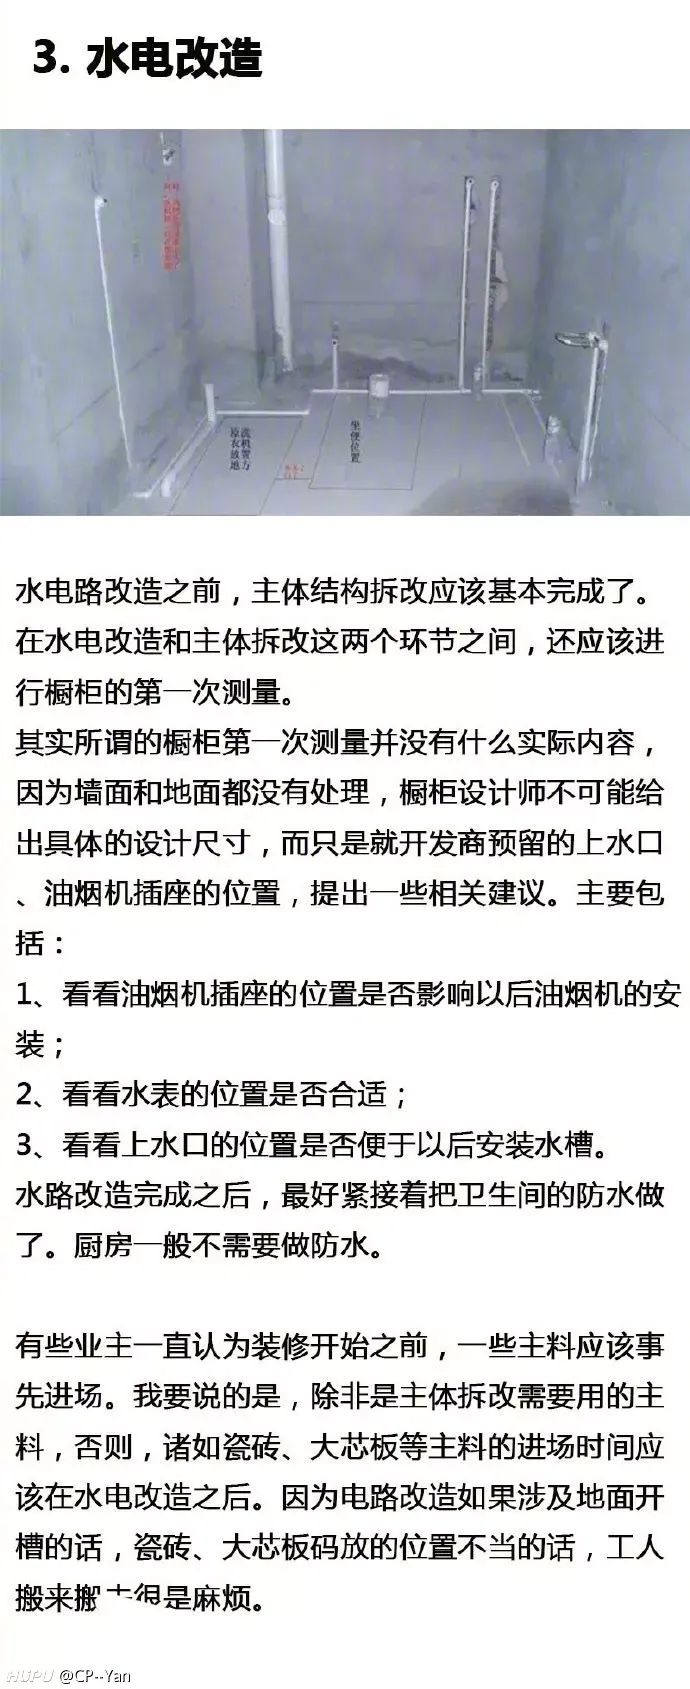 3. 水电改造
洗衣机放置地方
坐便位置
水电路改造之前，主体结构拆改应该基本完成了。
在水电改造和主体拆改这两个环节之间，还应该进
行橱柜的第一次测量。
其实所谓的橱柜第一次测量并没有什么实际内容，
因为墙面和地面都没有处理，橱柜设计师不可能给
出具体的设计尺寸，而只是就开发商预留的上水口
、油烟机插座的位置，提出一些相关建议。主要包
括：
1、看看油烟机插座的位置是否影响以后油烟机的安
装；
2、看看水表的位置是否合适；
3、看看上水口的位置是否便于以后安装水槽。
水路改造完成之后，最好紧接着把卫生间的防水做
了。厨房一般不需要做防水。
有些业主一直认为装修开始之前，一些主料应该事
先进场。我要说的是，除非是主体拆改需要用的主
料，否则，诸如瓷砖、大芯板等主料的进场时间应
该在水电改造之后。因为电路改造如果涉及地面开
槽的话，瓷砖、大芯板码放的位置不当的话，工人
搬来搬去很是麻烦。
HUPU @CP--Yan